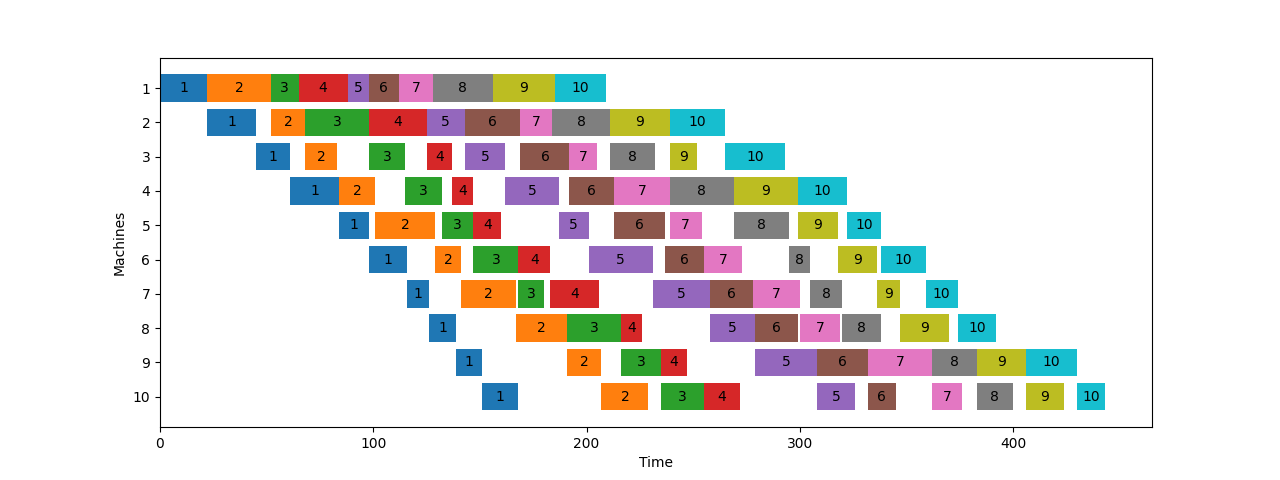 1 1 2 3 4 5 6 7 8 9 10
2 1 2 3 4 5 6 7 8 9 10
3 1 2 3 4 5 6 7 8 9 10
4 1 2 3 4 5 6 7 8 9 10
5 1 2 3 4 5 6 7 8 9 10
6 1 2 3 4 5 6 7 8 9 10
7 1 2 3 4 5 6 7 8 9 10
8 1 2 3 4 5 6 7 8 9 10
9 1 2 3 4 5 6 7 8 9 10
10 1 2 3 4 5 6 7 8 9 10
Machines
0 100 200 300 400
Time